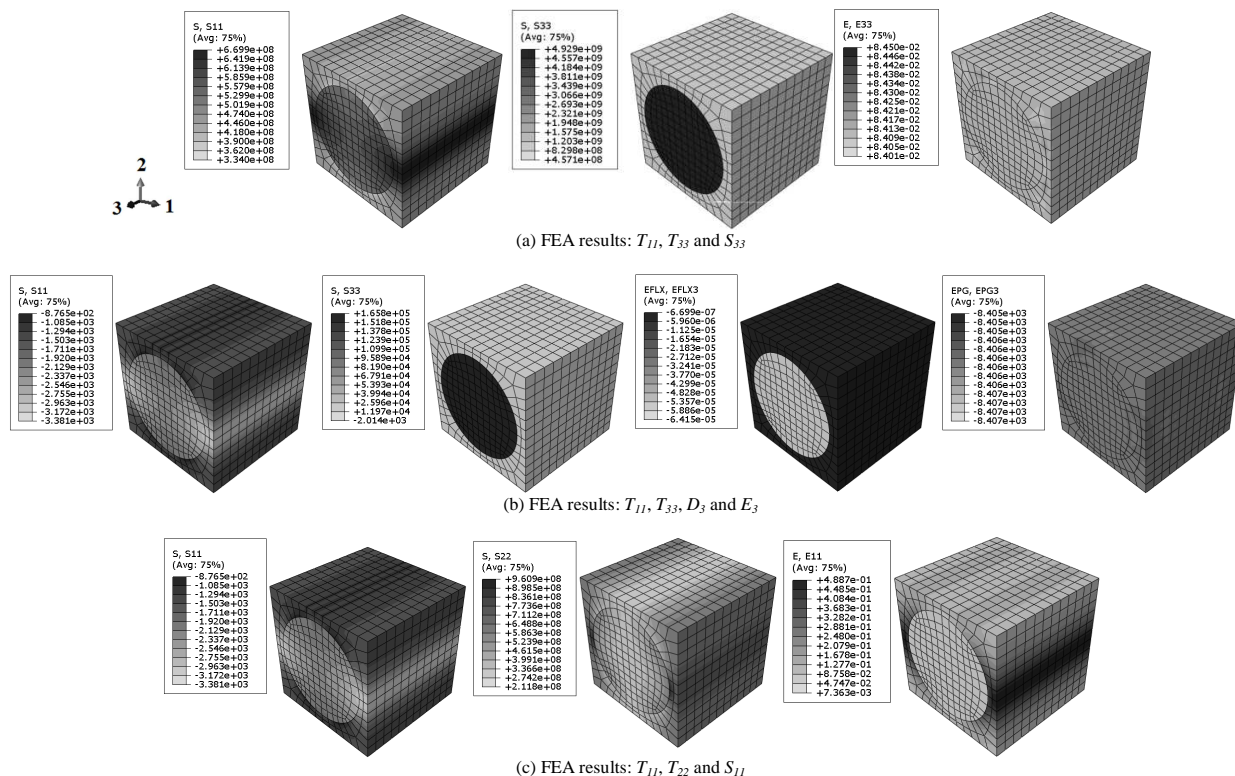 S, S11
(Avg: 75%)
+6.699e+08
+6.419e+08
+6.139e+08
+5.859e+08
+5.579e+08
+5.299e+08
+5.019e+08
+4.740e+08
+4.460e+08
+4.180e+08
+3.900e+08
+3.620e+08
+3.340e+08
S, S33
(Avg: 75%)
+4.929e+09
+4.557e+09
+4.184e+09
+3.811e+09
+3.439e+09
+3.066e+09
+2.693e+09
+2.321e+09
+1.948e+09
+1.575e+09
+1.203e+09
+8.298e+08
+4.571e+08
E, E33
(Avg: 75%)
+8.450e-02
+8.446e-02
+8.442e-02
+8.438e-02
+8.434e-02
+8.430e-02
+8.425e-02
+8.421e-02
+8.417e-02
+8.413e-02
+8.409e-02
+8.405e-02
+8.401e-02
2
3
1
(a) FEA results: T11, T33 and S33
S, S11
(Avg: 75%)
-8.765e+02
-1.085e+03
-1.294e+03
-1.503e+03
-1.711e+03
-1.920e+03
-2.129e+03
-2.337e+03
-2.546e+03
-2.755e+03
-2.963e+03
-3.172e+03
-3.381e+03
S, S33
(Avg: 75%)
+1.658e+05
+1.518e+05
+1.378e+05
+1.239e+05
+1.099e+05
+9.589e+04
+8.190e+04
+6.791e+04
+5.393e+04
+3.994e+04
+2.596e+04
+1.197e+04
-2.014e+03
EFLX, EFLX3
(Avg: 75%)
-6.699e-07
-5.960e-06
-1.125e-05
-1.654e-05
-2.183e-05
-2.712e-05
-3.241e-05
-3.770e-05
-4.299e-05
-4.828e-05
-5.357e-05
-5.886e-05
-6.415e-05
EPG, EPG3
(Avg: 75%)
-8.405e+03
-8.405e+03
-8.406e+03
-8.406e+03
-8.406e+03
-8.406e+03
-8.406e+03
-8.406e+03
-8.406e+03
-8.407e+03
-8.407e+03
-8.407e+03
-8.407e+03
(b) FEA results: T11, T33, D3 and E3
S, S11
(Avg: 75%)
-8.765e+02
-1.085e+03
-1.294e+03
-1.503e+03
-1.711e+03
-1.920e+03
-2.129e+03
-2.337e+03
-2.546e+03
-2.755e+03
-2.963e+03
-3.172e+03
-3.381e+03
S, S22
(Avg: 75%)
+9.609e+08
+8.985e+08
+8.361e+08
+7.736e+08
+7.112e+08
+6.488e+08
+5.863e+08
+5.239e+08
+4.615e+08
+3.991e+08
+3.366e+08
+2.742e+08
+2.118e+08
E, E11
(Avg: 75%)
+4.887e-01
+4.485e-01
+4.084e-01
+3.683e-01
+3.282e-01
+2.881e-01
+2.480e-01
+2.079e-01
+1.678e-01
+1.277e-01
+8.758e-02
+4.747e-02
+7.363e-03
(c) FEA results: T11, T22 and S11